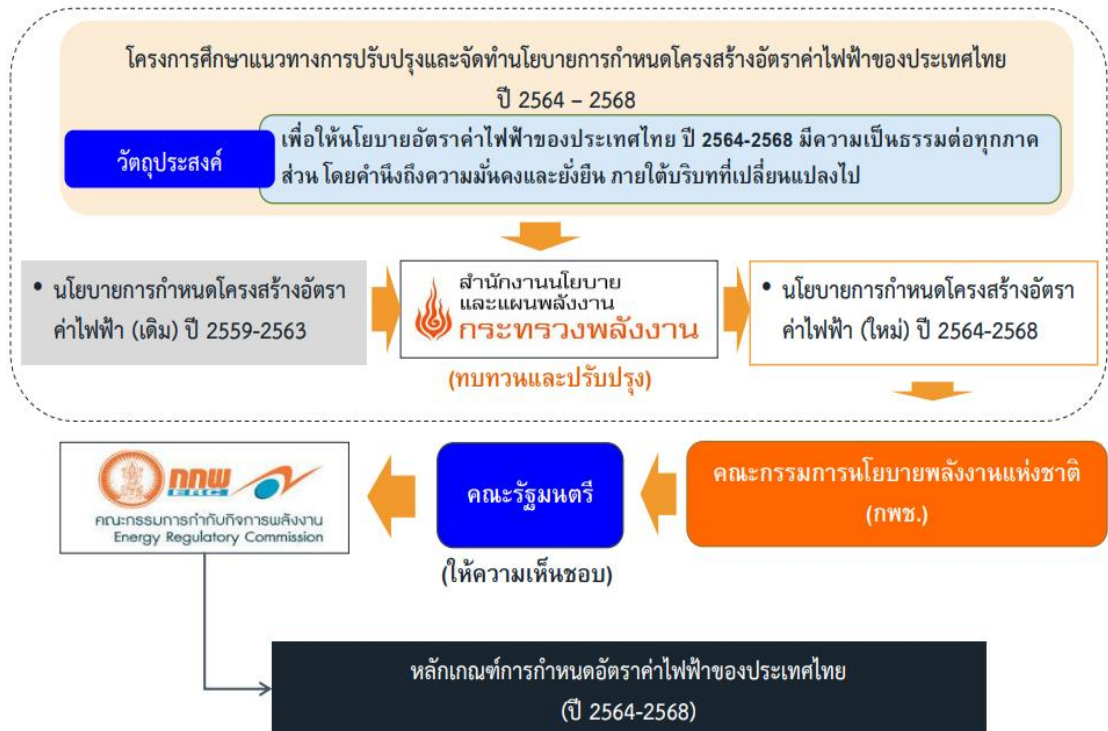 โครงการศึกษาแนวทางการปรับปรุงและจัดทำนโยบายการกำหนดโครงสร้างอัตราค่าไฟฟ้าของประเทศไทย
ปี 2564 – 2568
วัตถุประสงค์
เพื่อให้นโยบายอัตราค่าไฟฟ้าของประเทศไทย ปี 2564-2568 มีความเป็นธรรมต่อทุกภาค
ส่วน โดยคำนึงถึงความมั่นคงและยั่งยืน ภายใต้บริบทที่เปลี่ยนแปลงไป
• นโยบายการกำหนดโครงสร้างอัตรา
ค่าไฟฟ้า (เดิม) ปี 2559-2563
สำนักงานนโยบาย
และแผนพลังงาน
กระทรวงพลังงาน
(ทบทวนและปรับปรุง)
• นโยบายการกำหนดโครงสร้างอัตรา
ค่าไฟฟ้า (ใหม่) ปี 2564-2568
กกพ
ERC
คณะกรรมการกำกับกิจการพลังงาน
Energy Regulatory Commission
คณะรัฐมนตรี
(ให้ความเห็นชอบ)
คณะกรรมการนโยบายพลังงานแห่งชาติ
(กพช.)
หลักเกณฑ์การกำหนดอัตราค่าไฟฟ้าของประเทศไทย
(ปี 2564-2568)